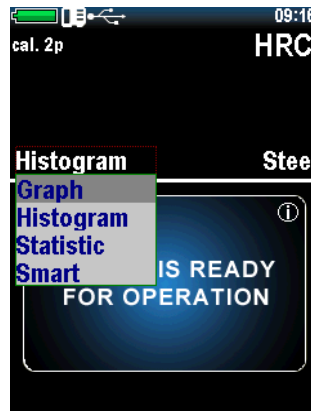 09:16
cal. 2p
HRC
Histogram
Stee
Graph
Histogram
Statistic
Smart
IS READY
FOR OPERATION